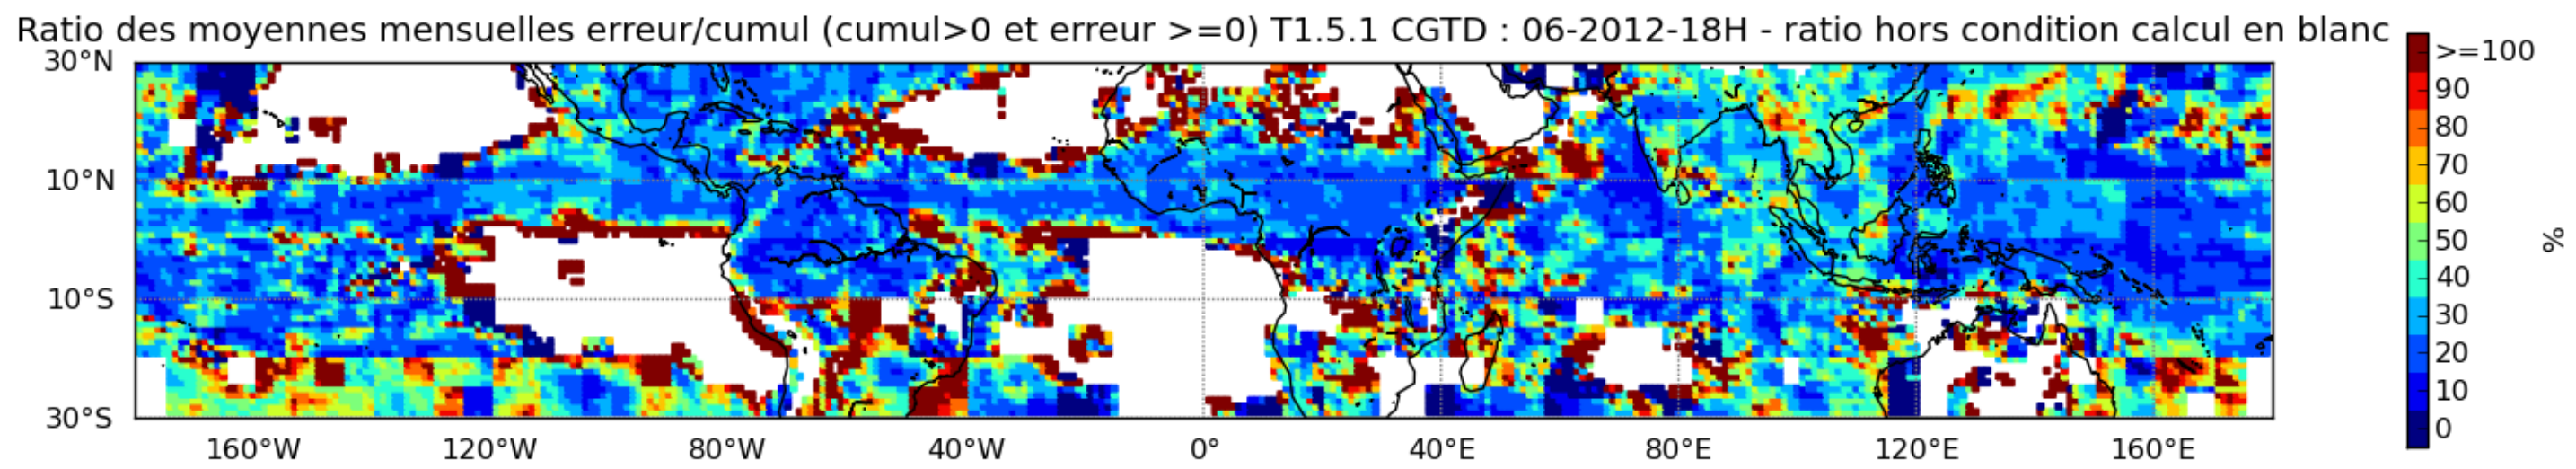 Ratio des moyennes mensuelles erreur/cumul (cumul>0 et erreur >=0) T1.5.1 CGTD : 06-2012-18H - ratio hors condition calcul en blanc
30°N
10°N
10°S
30°S
160°W 120°W 80°W 40°W 0° 40°E 80°E 120°E 160°E
>=100
90
80
70
60
50
40
30
20
10
0
%